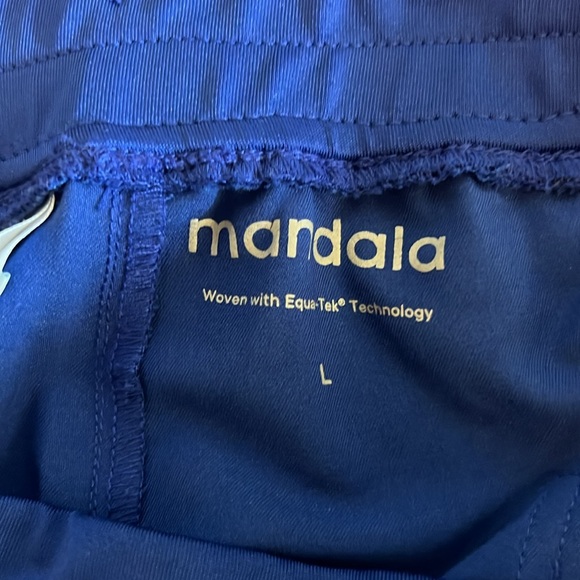 mandala
Woven with Equa-Tek® Technology
L